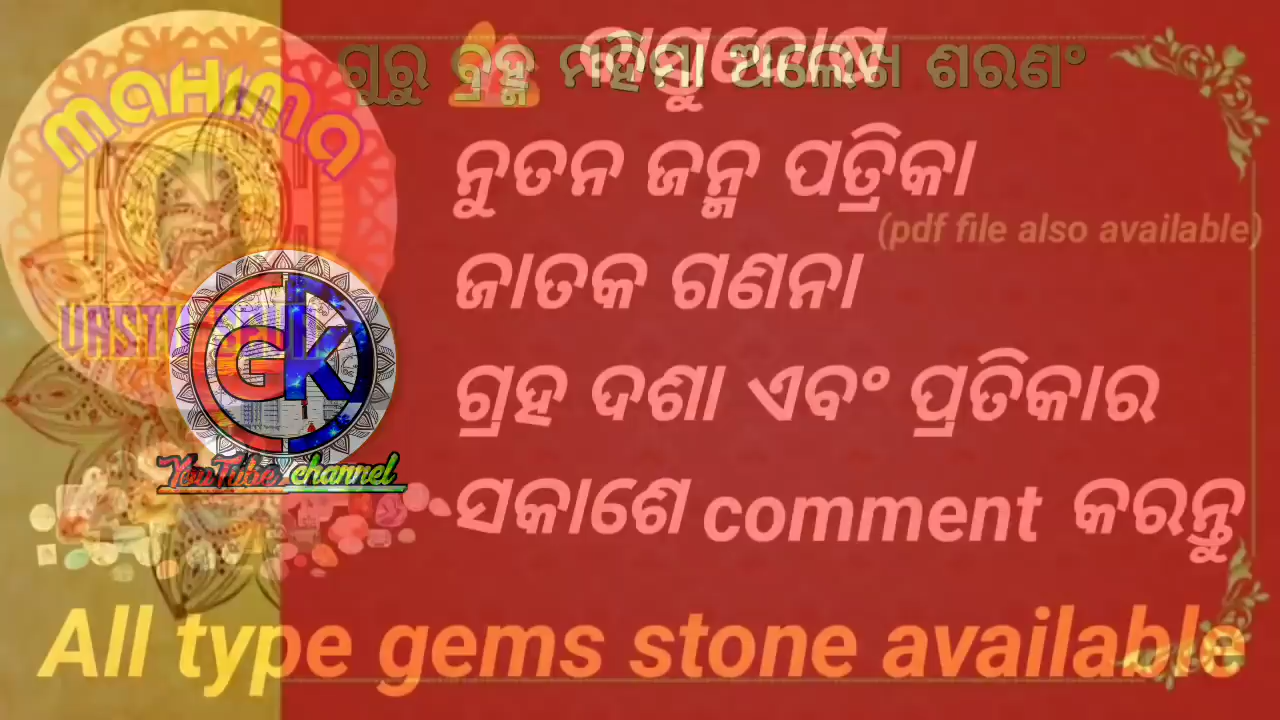 ଗୁରୁ ବ୍ରହ୍ମ ମହିମା ଅଲେଖ ଶରଣଂ
MAHIMA
ନୁତନ ଜନ୍ମ ପତ୍ରିକା
(pdf file also available)
ଜାତକ ଗଣନା
GK
YouTube channel
ଗ୍ରହ ଦଶା ଏବଂ ପ୍ରତିକାର
ସକାଶେ comment କରନ୍ତୁ
All type gems stone available